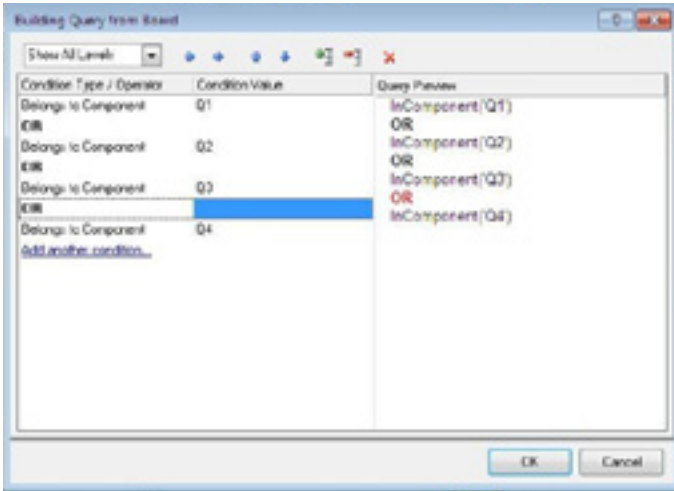 Building Query from Board
Show All Levels
Condition Type / Operator Condition Value Query Preview
Belongs to Component Q1 InComponent('Q1')
OR OR
Belongs to Component Q2 InComponent('Q2')
OR OR
Belongs to Component Q3 InComponent('Q3')
OR OR
Belongs to Component Q4 InComponent('Q4')
Add another condition...
OK Cancel